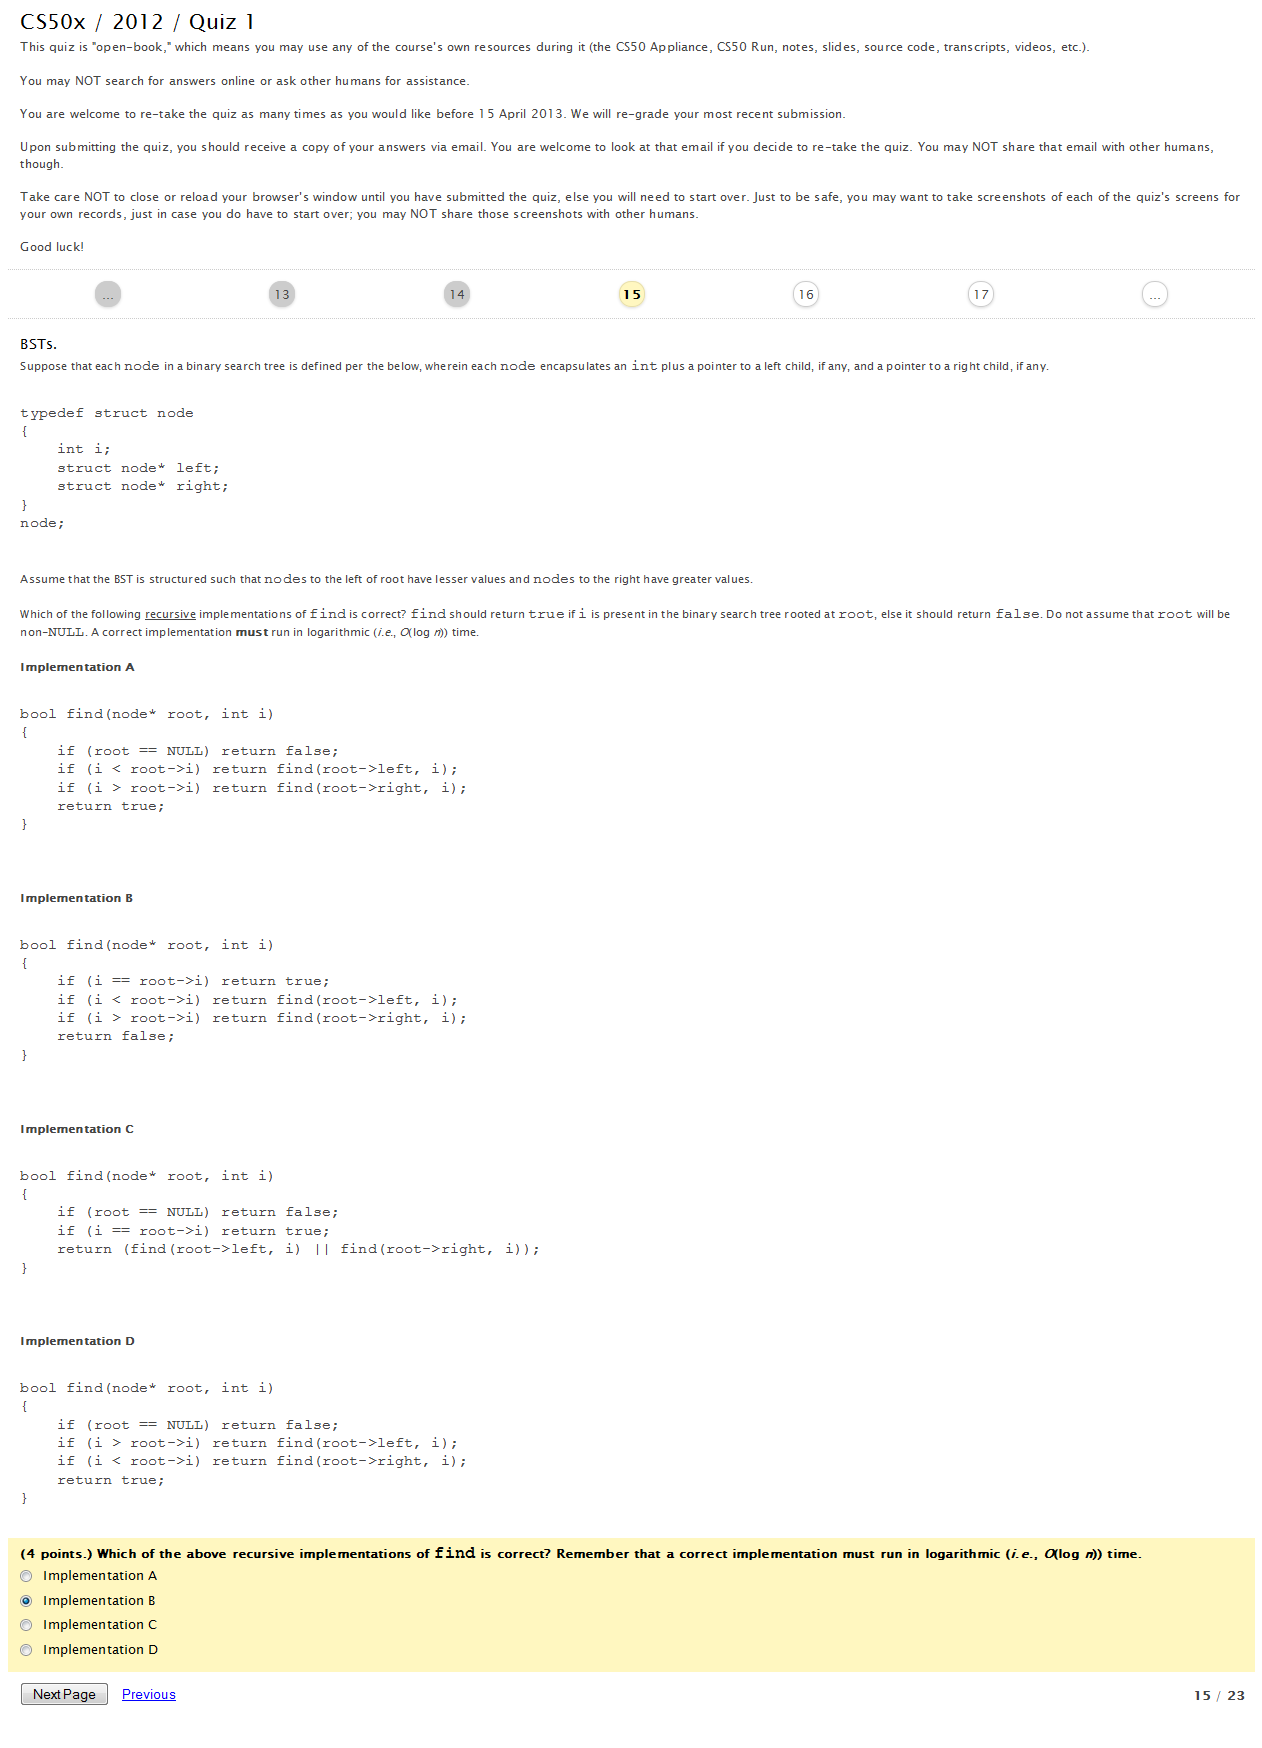 CS50x / 2012 / Quiz 1
This quiz is "open-book," which means you may use any of the course's own resources during it (the CS50 Appliance, CS50 Run, notes, slides, source code, transcripts, videos, etc.).
You may NOT search for answers online or ask other humans for assistance.
You are welcome to re-take the quiz as many times as you would like before 15 April 2013. We will re-grade your most recent submission.
Upon submitting the quiz, you should receive a copy of your answers via email. You are welcome to look at that email if you decide to re-take the quiz. You may NOT share that email with other humans,
though.
Take care NOT to close or reload your browser's window until you have submitted the quiz, else you will need to start over. Just to be safe, you may want to take screenshots of each of the quiz's screens for
your own records, just in case you do have to start over; you may NOT share those screenshots with other humans.
Good luck!
... 13 14 15 16 17 ...
BSTs.
Suppose that each node in a binary search tree is defined per the below, wherein each node encapsulates an int plus a pointer to a left child, if any, and a pointer to a right child, if any.
typedef struct node
{
    int i;
    struct node* left;
    struct node* right;
}
node;
Assume that the BST is structured such that nodes to the left of root have lesser values and nodes to the right have greater values.
Which of the following recursive implementations of find is correct? find should return true if i is present in the binary search tree rooted at root, else it should return false. Do not assume that root will be
non-NULL. A correct implementation must run in logarithmic (i.e., O(log n)) time.
Implementation A
bool find(node* root, int i)
{
    if (root == NULL) return false;
    if (i < root->i) return find(root->left, i);
    if (i > root->i) return find(root->right, i);
    return true;
}
Implementation B
bool find(node* root, int i)
{
    if (i == root->i) return true;
    if (i < root->i) return find(root->left, i);
    if (i > root->i) return find(root->right, i);
    return false;
}
Implementation C
bool find(node* root, int i)
{
    if (root == NULL) return false;
    if (i == root->i) return true;
    return (find(root->left, i) || find(root->right, i));
}
Implementation D
bool find(node* root, int i)
{
    if (root == NULL) return false;
    if (i > root->i) return find(root->left, i);
    if (i < root->i) return find(root->right, i);
    return true;
}
(4 points.) Which of the above recursive implementations of find is correct? Remember that a correct implementation must run in logarithmic (i.e., O(log n)) time.
Implementation A
Implementation B
Implementation C
Implementation D
Next Page Previous 15 / 23